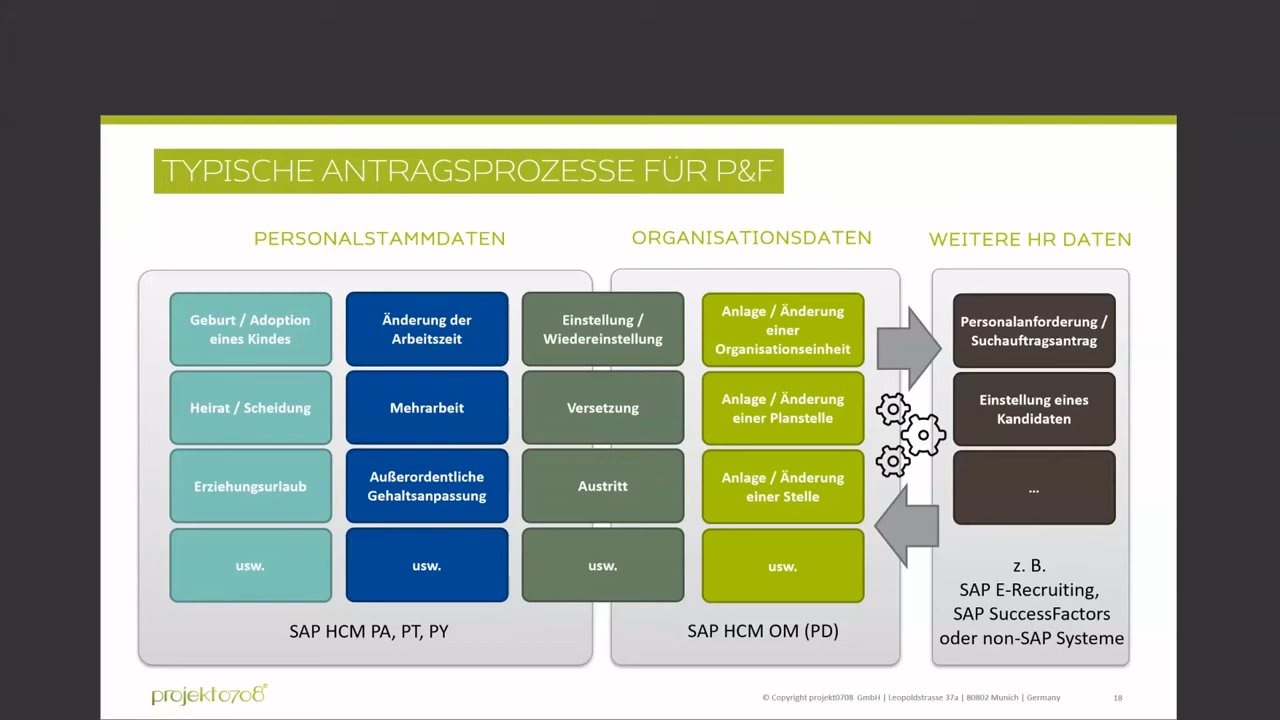 TYPISCHE ANTRAGSPROZESSE FÜR P&F
PERSONALSTAMMDATEN
Geburt / Adoption
eines Kindes
Heirat / Scheidung
Erziehungsurlaub
usw.
Änderung der
Arbeitszeit
Mehrarbeit
Außerordentliche
Gehaltsanpassung
usw.
Einstellung /
Wiedereinstellung
Versetzung
Austritt
usw.
SAP HCM PA, PT, PY
ORGANISATIONSDATEN
Anlage / Änderung
einer
Organisationseinheit
Anlage / Änderung
einer Planstelle
Anlage / Änderung
einer Stelle
usw.
SAP HCM OM (PD)
WEITERE HR DATEN
Personalanforderung /
Suchauftragsantrag
Einstellung eines
Kandidaten
...
z. B.
SAP E-Recruiting,
SAP SuccessFactors
oder non-SAP Systeme
projekt0708®
© Copyright projekt0708 GmbH | Leopoldstrasse 37a | 80802 Munich | Germany
18